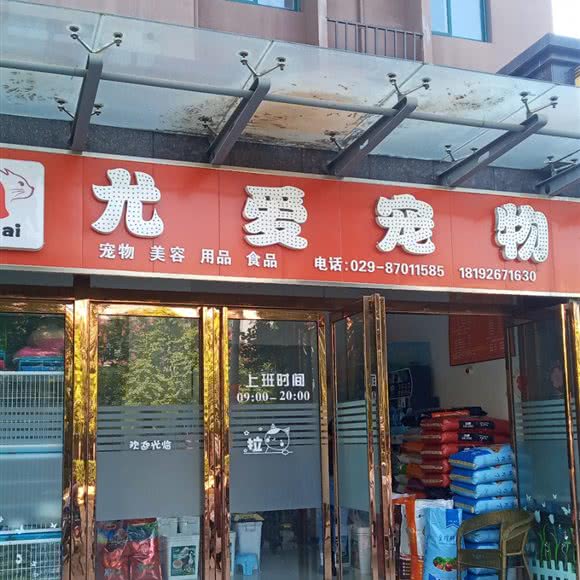 ai
尤爱宠物
宠物 美容 用品 食品 电话:029-87011585 18192671630
上班时间
09:00-20:00
欢迎光临
拉